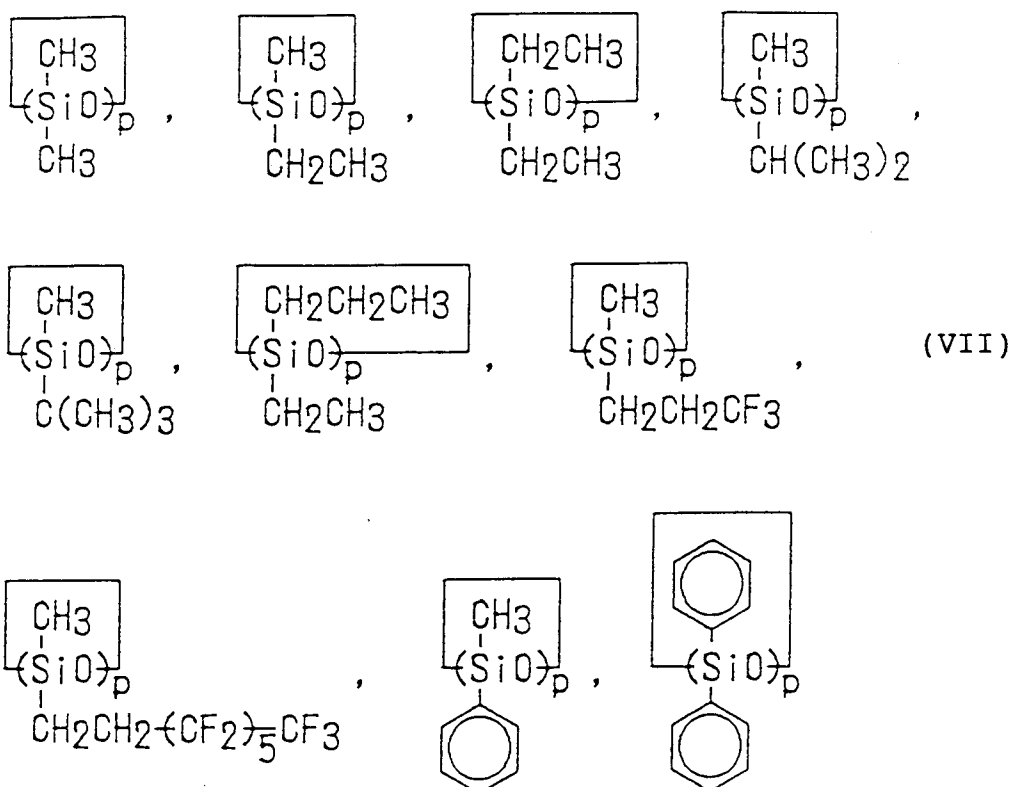 CH3 CH3 CH2CH3 CH3
(SiO)p , (SiO)p , (SiO)p , (SiO)p ,
CH3 CH2CH3 CH2CH3 CH(CH3)2
CH3 CH2CH2CH3 CH3
(SiO)p , (SiO)p , (SiO)p , (VII)
C(CH3)3 CH2CH3 CH2CH2CF3
CH3 CH3
(SiO)p , (SiO)p , (SiO)p
CH2CH2(CF2)5CF3